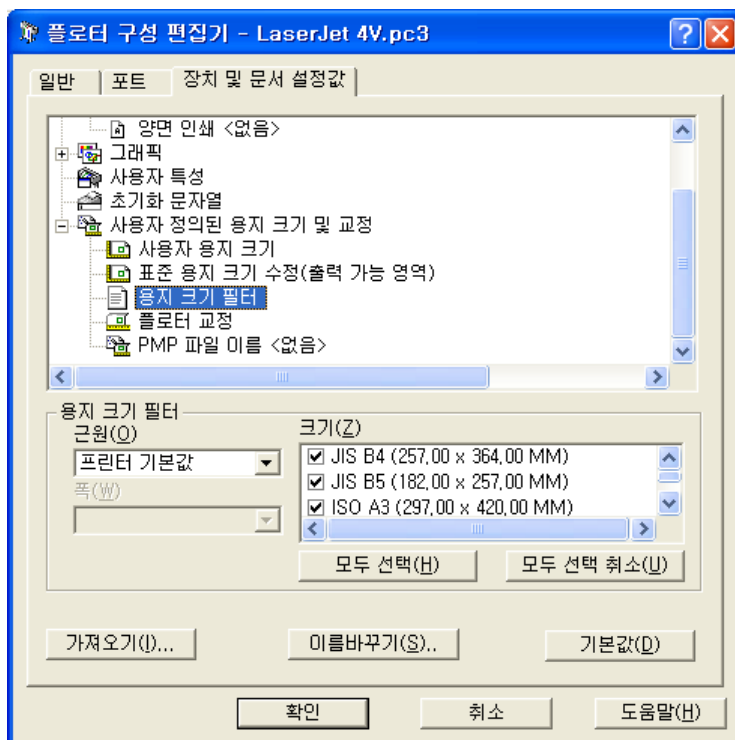 플로터 구성 편집기 - LaserJet 4V.pc3
일반 포트 장치 및 문서 설정값
양면 인쇄 <없음>
그래픽
사용자 특성
초기화 문자열
사용자 정의된 용지 크기 및 교정
사용자 용지 크기
표준 용지 크기 수정(출력 가능 영역)
용지 크기 필터
플로터 교정
PMP 파일 이름 <없음>
용지 크기 필터
근원(O)
프린터 기본값
폭(W)
크기(Z)
JIS B4 (257,00 x 364,00 MM)
JIS B5 (182,00 x 257,00 MM)
ISO A3 (297,00 x 420,00 MM)
모두 선택(H) 모두 선택 취소(U)
가져오기(I)... 이름바꾸기(S).. 기본값(D)
확인 취소 도움말(H)